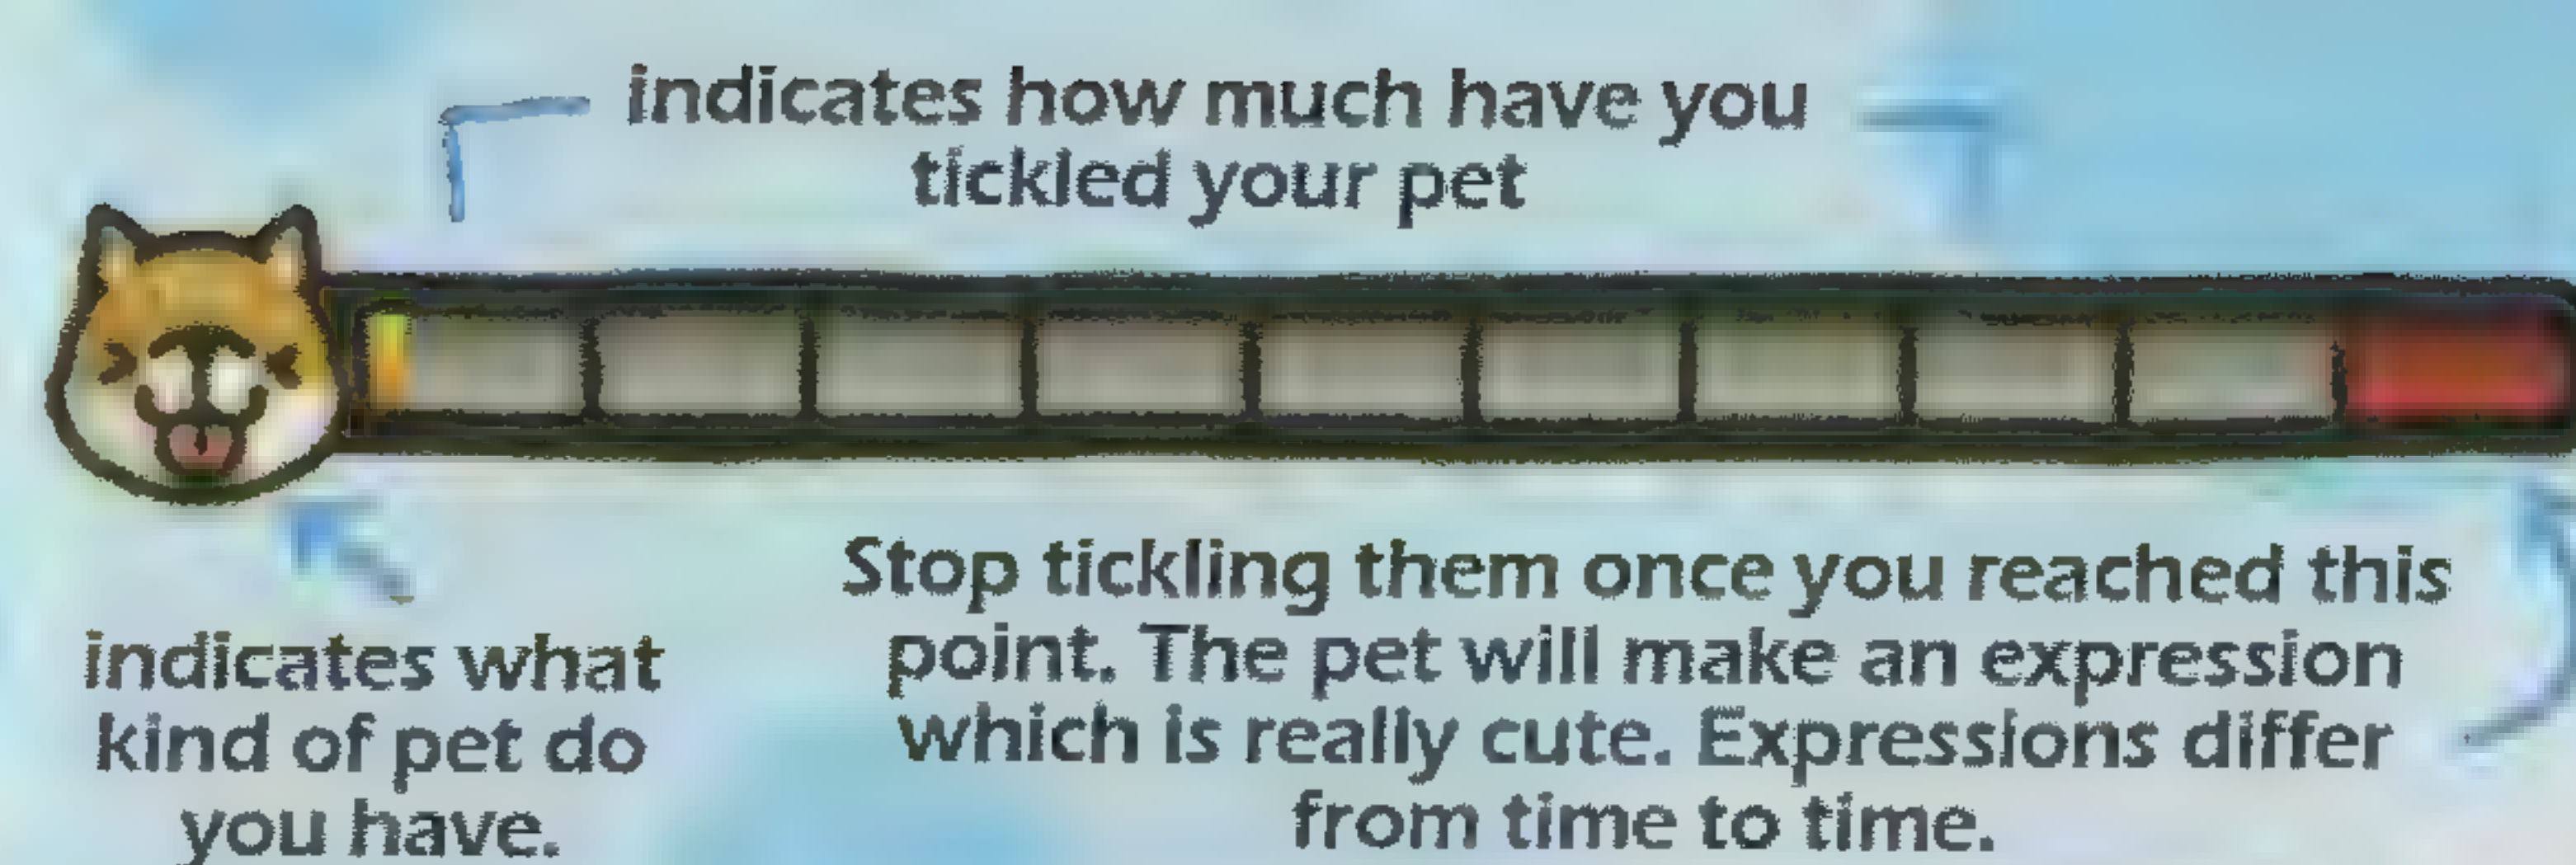 indicates how much have you
tickled your pet
indicates what
kind of pet do
you have.
Stop tickling them once you reached this
point. The pet will make an expression
which is really cute. Expressions differ
from time to time.